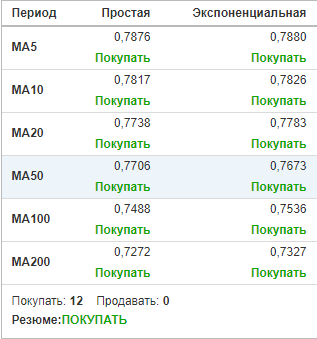 Период Простая Экспоненциальная
MA5 0,7876 0,7880
Покупать Покупать
MA10 0,7817 0,7826
Покупать Покупать
MA20 0,7738 0,7783
Покупать Покупать
MA50 0,7706 0,7673
Покупать Покупать
MA100 0,7488 0,7536
Покупать Покупать
MA200 0,7272 0,7327
Покупать Покупать
Покупать: 12 Продавать: 0
Резюме:ПОКУПАТЬ